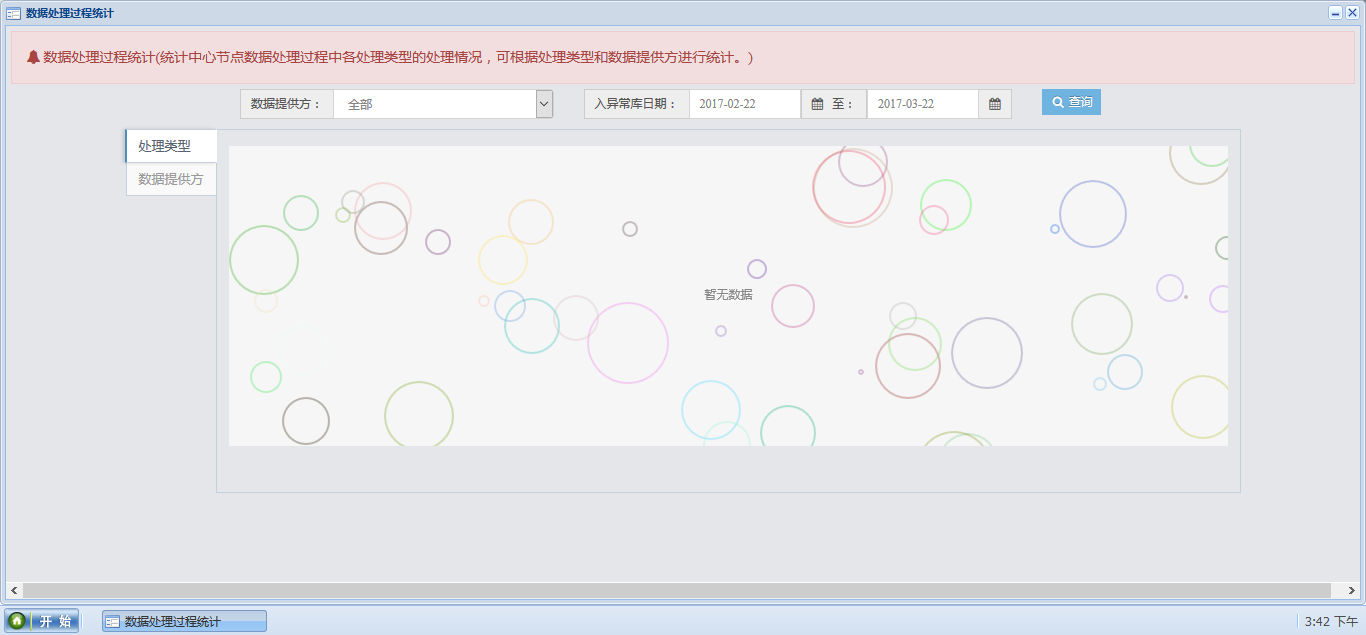 数据处理过程统计
数据处理过程统计(统计中心节点数据处理过程中各处理类型的处理情况，可根据处理类型和数据提供方进行统计。)
数据提供方： 全部 入异常库日期： 2017-02-22 至： 2017-03-22 查询
处理类型
数据提供方
暂无数据
开 始 数据处理过程统计 3:42 下午